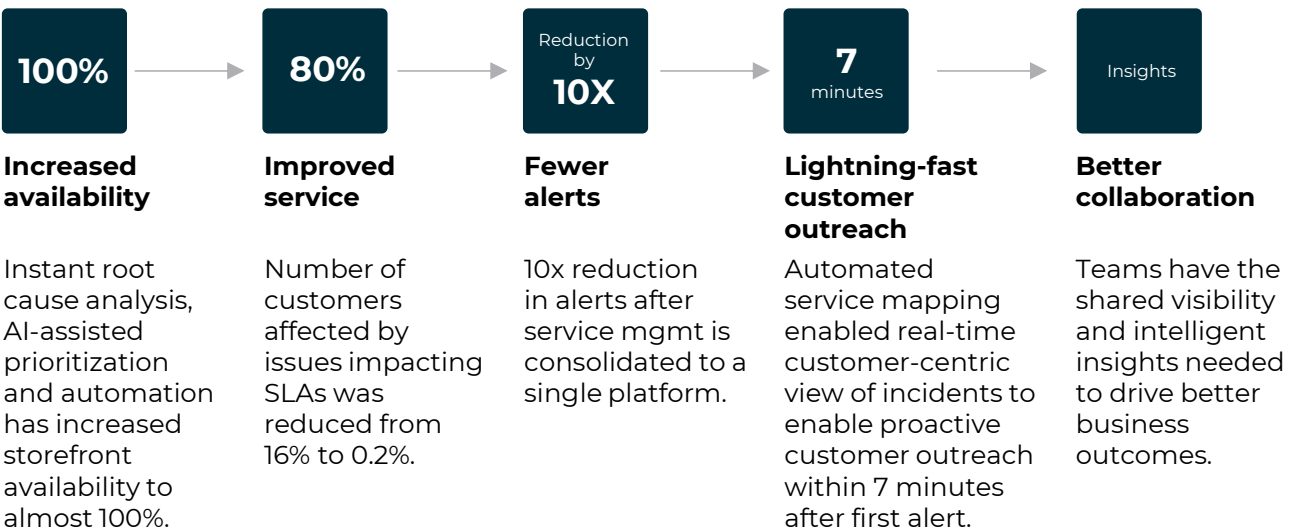 100%
Increased
availability
Instant root
cause analysis,
AI-assisted
prioritization
and automation
has increased
storefront
availability to
almost 100%.
80%
Improved
service
Number of
customers
affected by
issues impacting
SLAs was
reduced from
16% to 0.2%.
Reduction
by
10X
Fewer
alerts
10x reduction
in alerts after
service mgmt is
consolidated to a
single platform.
7
minutes
Lightning-fast
customer
outreach
Automated
service mapping
enabled real-time
customer-centric
view of incidents to
enable proactive
customer outreach
within 7 minutes
after first alert.
Insights
Better
collaboration
Teams have the
shared visibility
and intelligent
insights needed
to drive better
business
outcomes.